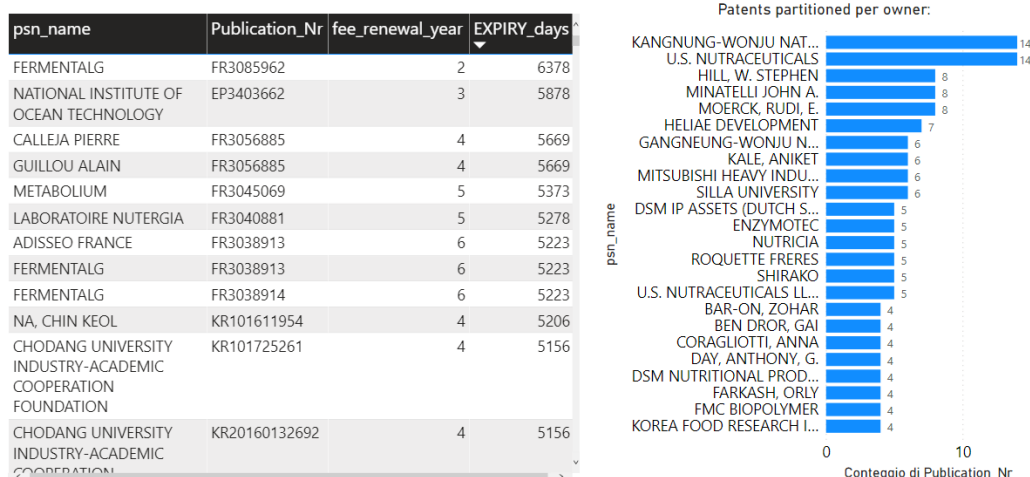 psn_name Publication_Nr fee_renewal_year EXPIRY_days
FERMENTALG FR3085962 2 6378
NATIONAL INSTITUTE OF EP3403662 3 5878
OCEAN TECHNOLOGY
CALLEJA PIERRE FR3056885 4 5669
GUILLOU ALAIN FR3056885 4 5669
METABOLIUM FR3045069 5 5373
LABORATOIRE NUTERGIA FR3040881 5 5278
ADISSEO FRANCE FR3038913 6 5223
FERMENTALG FR3038913 6 5223
FERMENTALG FR3038914 6 5223
NA, CHIN KEOL KR101611954 4 5206
CHODANG UNIVERSITY KR101725261 4 5156
INDUSTRY-ACADEMIC
COOPERATION
FOUNDATION
CHODANG UNIVERSITY KR20160132692 4 5156
INDUSTRY-ACADEMIC
COOPERATION
Patents partitioned per owner:
psn_name
KANGNUNG-WONJU NAT... 14
U.S. NUTRACEUTICALS 14
HILL, W. STEPHEN 8
MINATELLI JOHN A. 8
MOERCK, RUDI, E. 8
HELIAE DEVELOPMENT 7
GANGNEUNG-WONJU N... 6
KALE, ANIKET 6
MITSUBISHI HEAVY INDU... 6
SILLA UNIVERSITY 6
DSM IP ASSETS (DUTCH S... 5
ENZYMOTEC 5
NUTRICIA 5
ROQUETTE FRERES 5
SHIRAKO 5
U.S. NUTRACEUTICALS LL... 5
BAR-ON, ZOHAR 4
BEN DROR, GAI 4
CORAGLIOTTI, ANNA 4
DAY, ANTHONY, G. 4
DSM NUTRITIONAL PROD... 4
FARKASH, ORLY 4
FMC BIOPOLYMER 4
KOREA FOOD RESEARCH I... 4
0 10
Conteggio di Publication_Nr